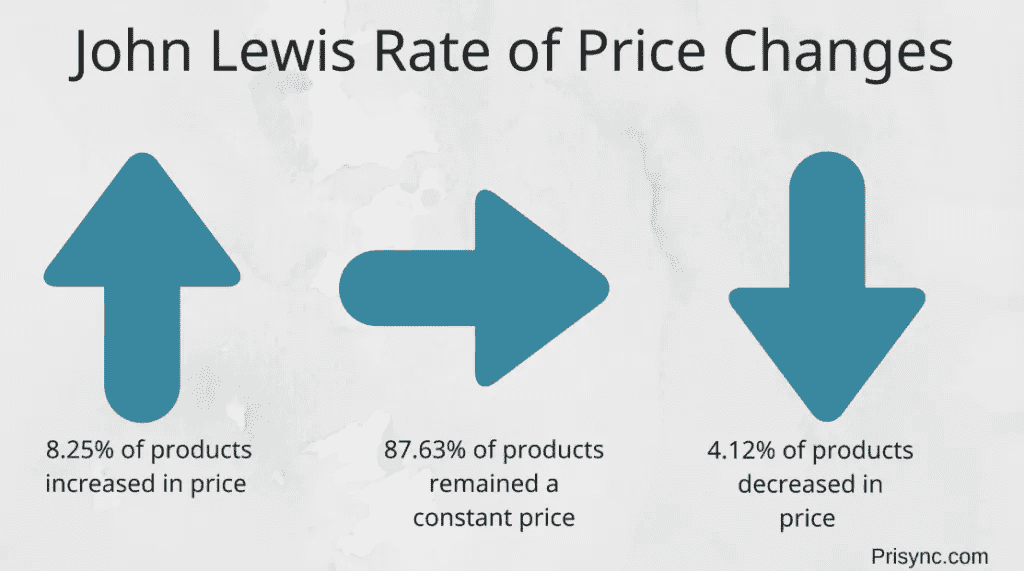 John Lewis Rate of Price Changes
8.25% of products
increased in price
87.63% of products
remained a
constant price
4.12% of products
decreased in
price
Prisync.com